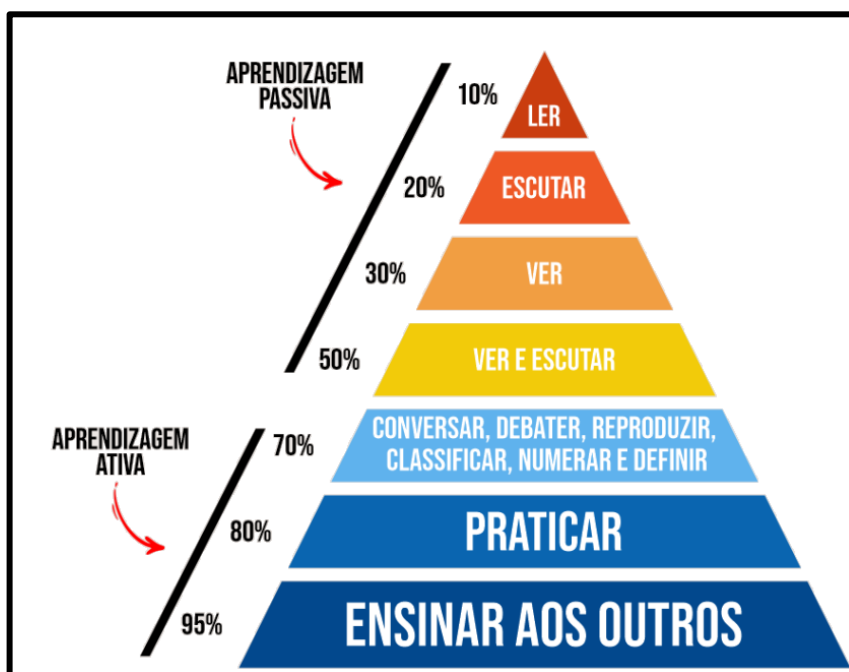 APRENDIZAGEM
PASSIVA
10%
LER
20%
ESCUTAR
30%
VER
50%
VER E ESCUTAR
APRENDIZAGEM
ATIVA
70%
CONVERSAR, DEBATER, REPRODUZIR,
CLASSIFICAR, NUMERAR E DEFINIR
80%
PRATICAR
95%
ENSINAR AOS OUTROS